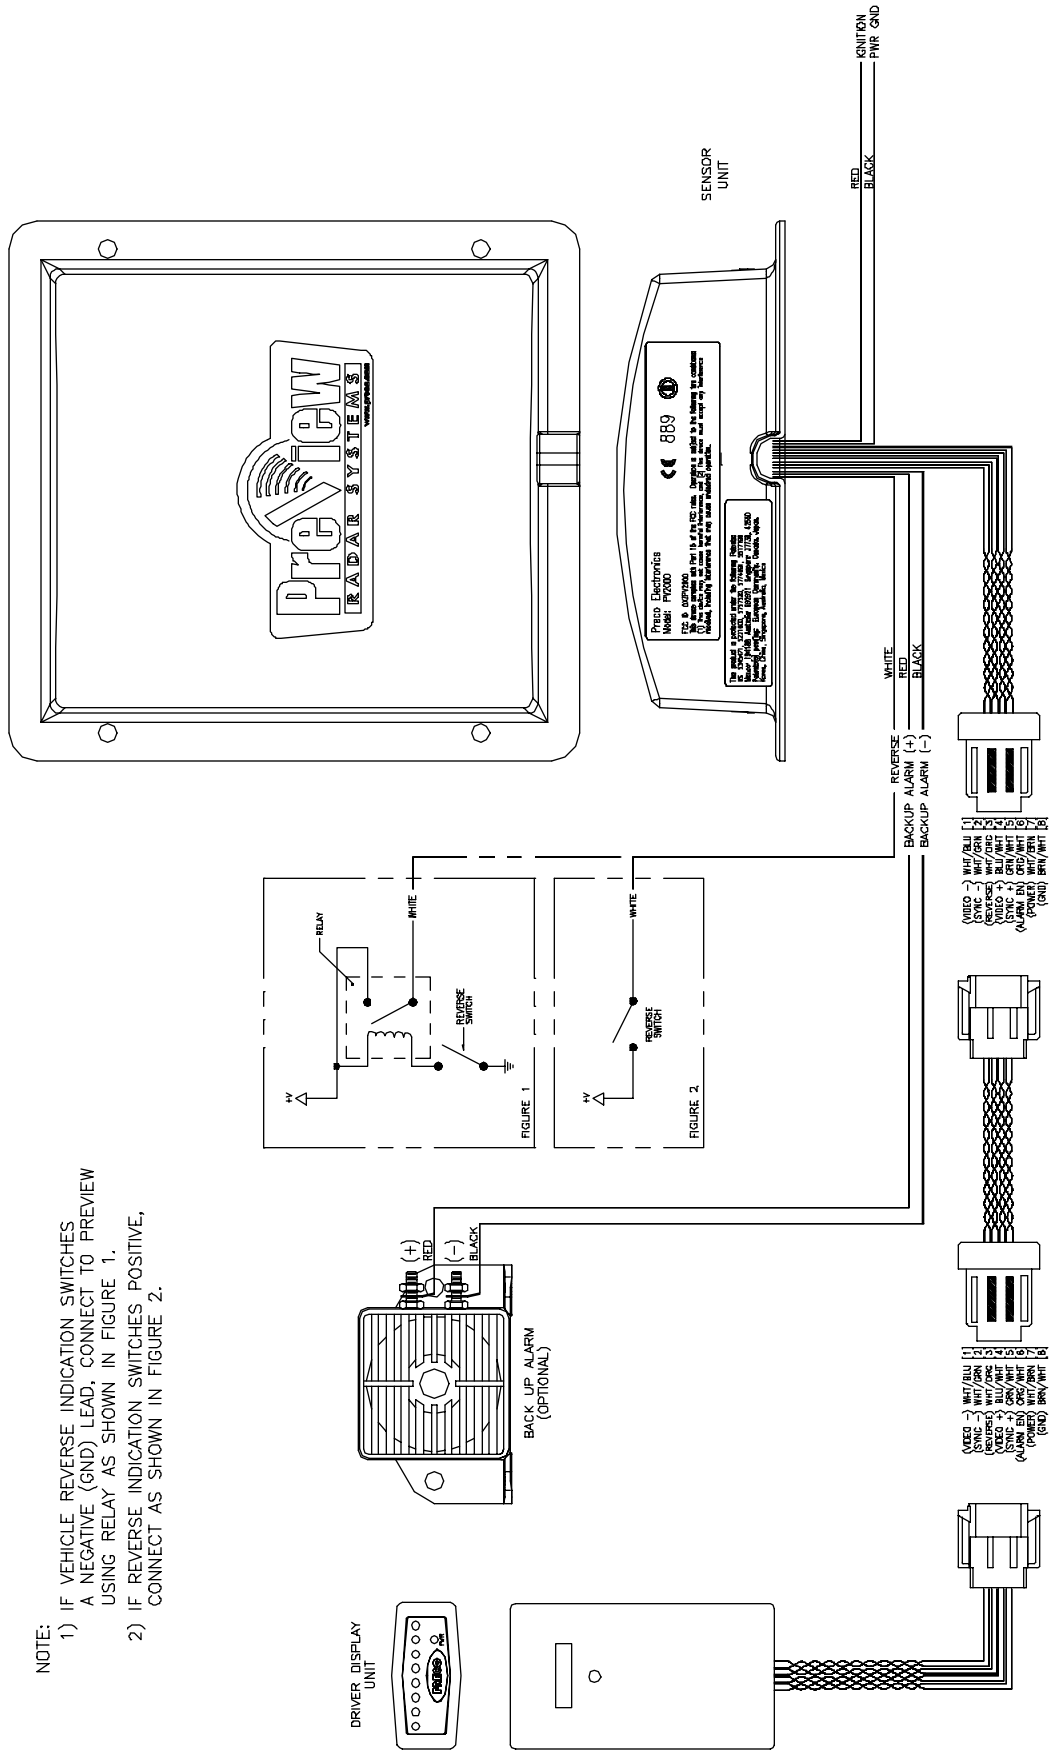 NOTE:
1) IF VEHICLE REVERSE INDICATION SWITCHES
A NEGATIVE (GND) LEAD, CONNECT TO PREVIEW
USING RELAY AS SHOWN IN FIGURE 1.
2) IF REVERSE INDICATION SWITCHES POSITIVE,
CONNECT AS SHOWN IN FIGURE 2.
PreView
RADAR SYSTEMS
www.preco.com
+V
RELAY
WHITE
REVERSE
SWITCH
FIGURE 1
+V
WHITE
REVERSE
SWITCH
FIGURE 2
(+)
RED
(-)
BLACK
BACK UP ALARM
(OPTIONAL)
DRIVER DISPLAY
UNIT
PRECO
PWR
SENSOR
UNIT
Preco Electronics
Model: PV2000
CE 889
RED
BLACK
IGNITION
PWR GND
WHITE
RED
BLACK
REVERSE
BACKUP ALARM (+)
BACKUP ALARM (-)
(VIDEO -) WHT/BLU 1
(SYNC -) WHT/GRN 2
(REVERSE) WHT/ORG 3
(VIDEO +) BLU/WHT 4
(SYNC +) GRN/WHT 5
(ALARM EN) ORG/WHT 6
(POWER) WHT/BRN 7
(GND) BRN/WHT 8
(VIDEO -) WHT/BLU 1
(SYNC -) WHT/GRN 2
(REVERSE) WHT/ORG 3
(VIDEO +) BLU/WHT 4
(SYNC +) GRN/WHT 5
(ALARM EN) ORG/WHT 6
(POWER) WHT/BRN 7
(GND) BRN/WHT 8